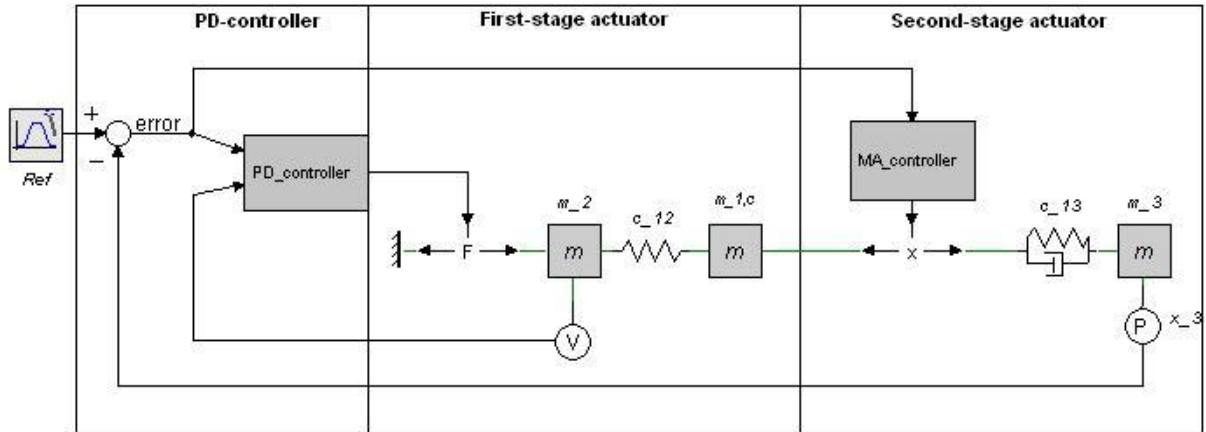 PD-controller
First-stage actuator
Second-stage actuator
+
error
−
Ref
PD_controller
MA_controller
m_2
c_12
m_1,c
c_13
m_3
F
m
m
x
m
V
P
x_3